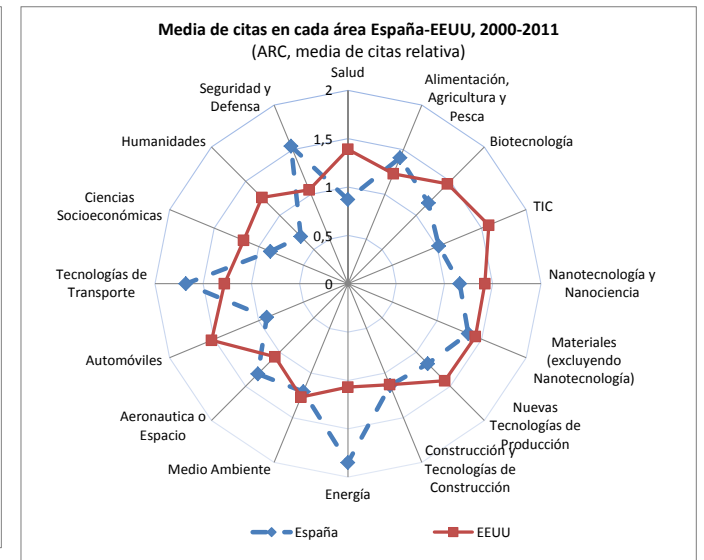 Media de citas en cada área España-EEUU, 2000-2011
(ARC, media de citas relativa)
Salud
Alimentación,
Agricultura y
Pesca
Biotecnología
TIC
Nanotecnología y
Nanociencia
Materiales
(excluyendo
Nanotecnología)
Nuevas
Tecnologías de
Producción
Construcción y
Tecnologías de
Construcción
Energía
Medio Ambiente
Aeronautica o
Espacio
Automóviles
Tecnologías de
Transporte
Ciencias
Socioeconómicas
Humanidades
Seguridad y
Defensa
2
1,5
1
0,5
0
España
EEUU